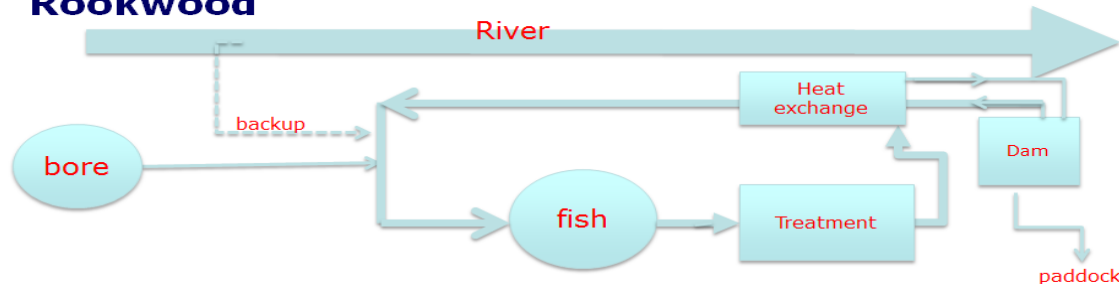 Rookwood
River
Heat
exchange
backup
bore
Dam
fish
Treatment
paddock